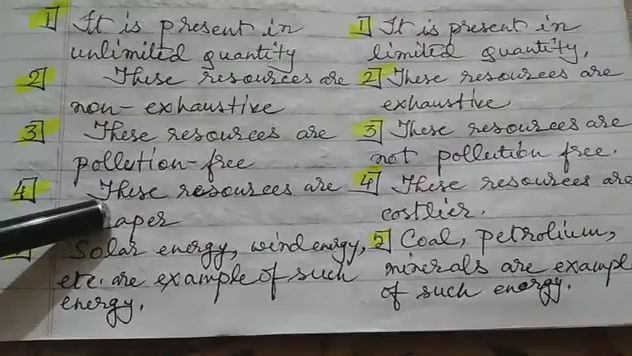 1 It is present in
unlimited quantity
2 These resources are
non-exhaustive
3 These resources are
pollution-free
4 These resources are
aper
Solar energy, wind energy,
etc. are example of such
energy.
1 It is present in
limited quantity,
2 These resources are
exhaustive
3 These resources are
not pollution free.
4 These resources are
costlier.
5 Coal, petrolium,
minerals are exampl
of such energy.